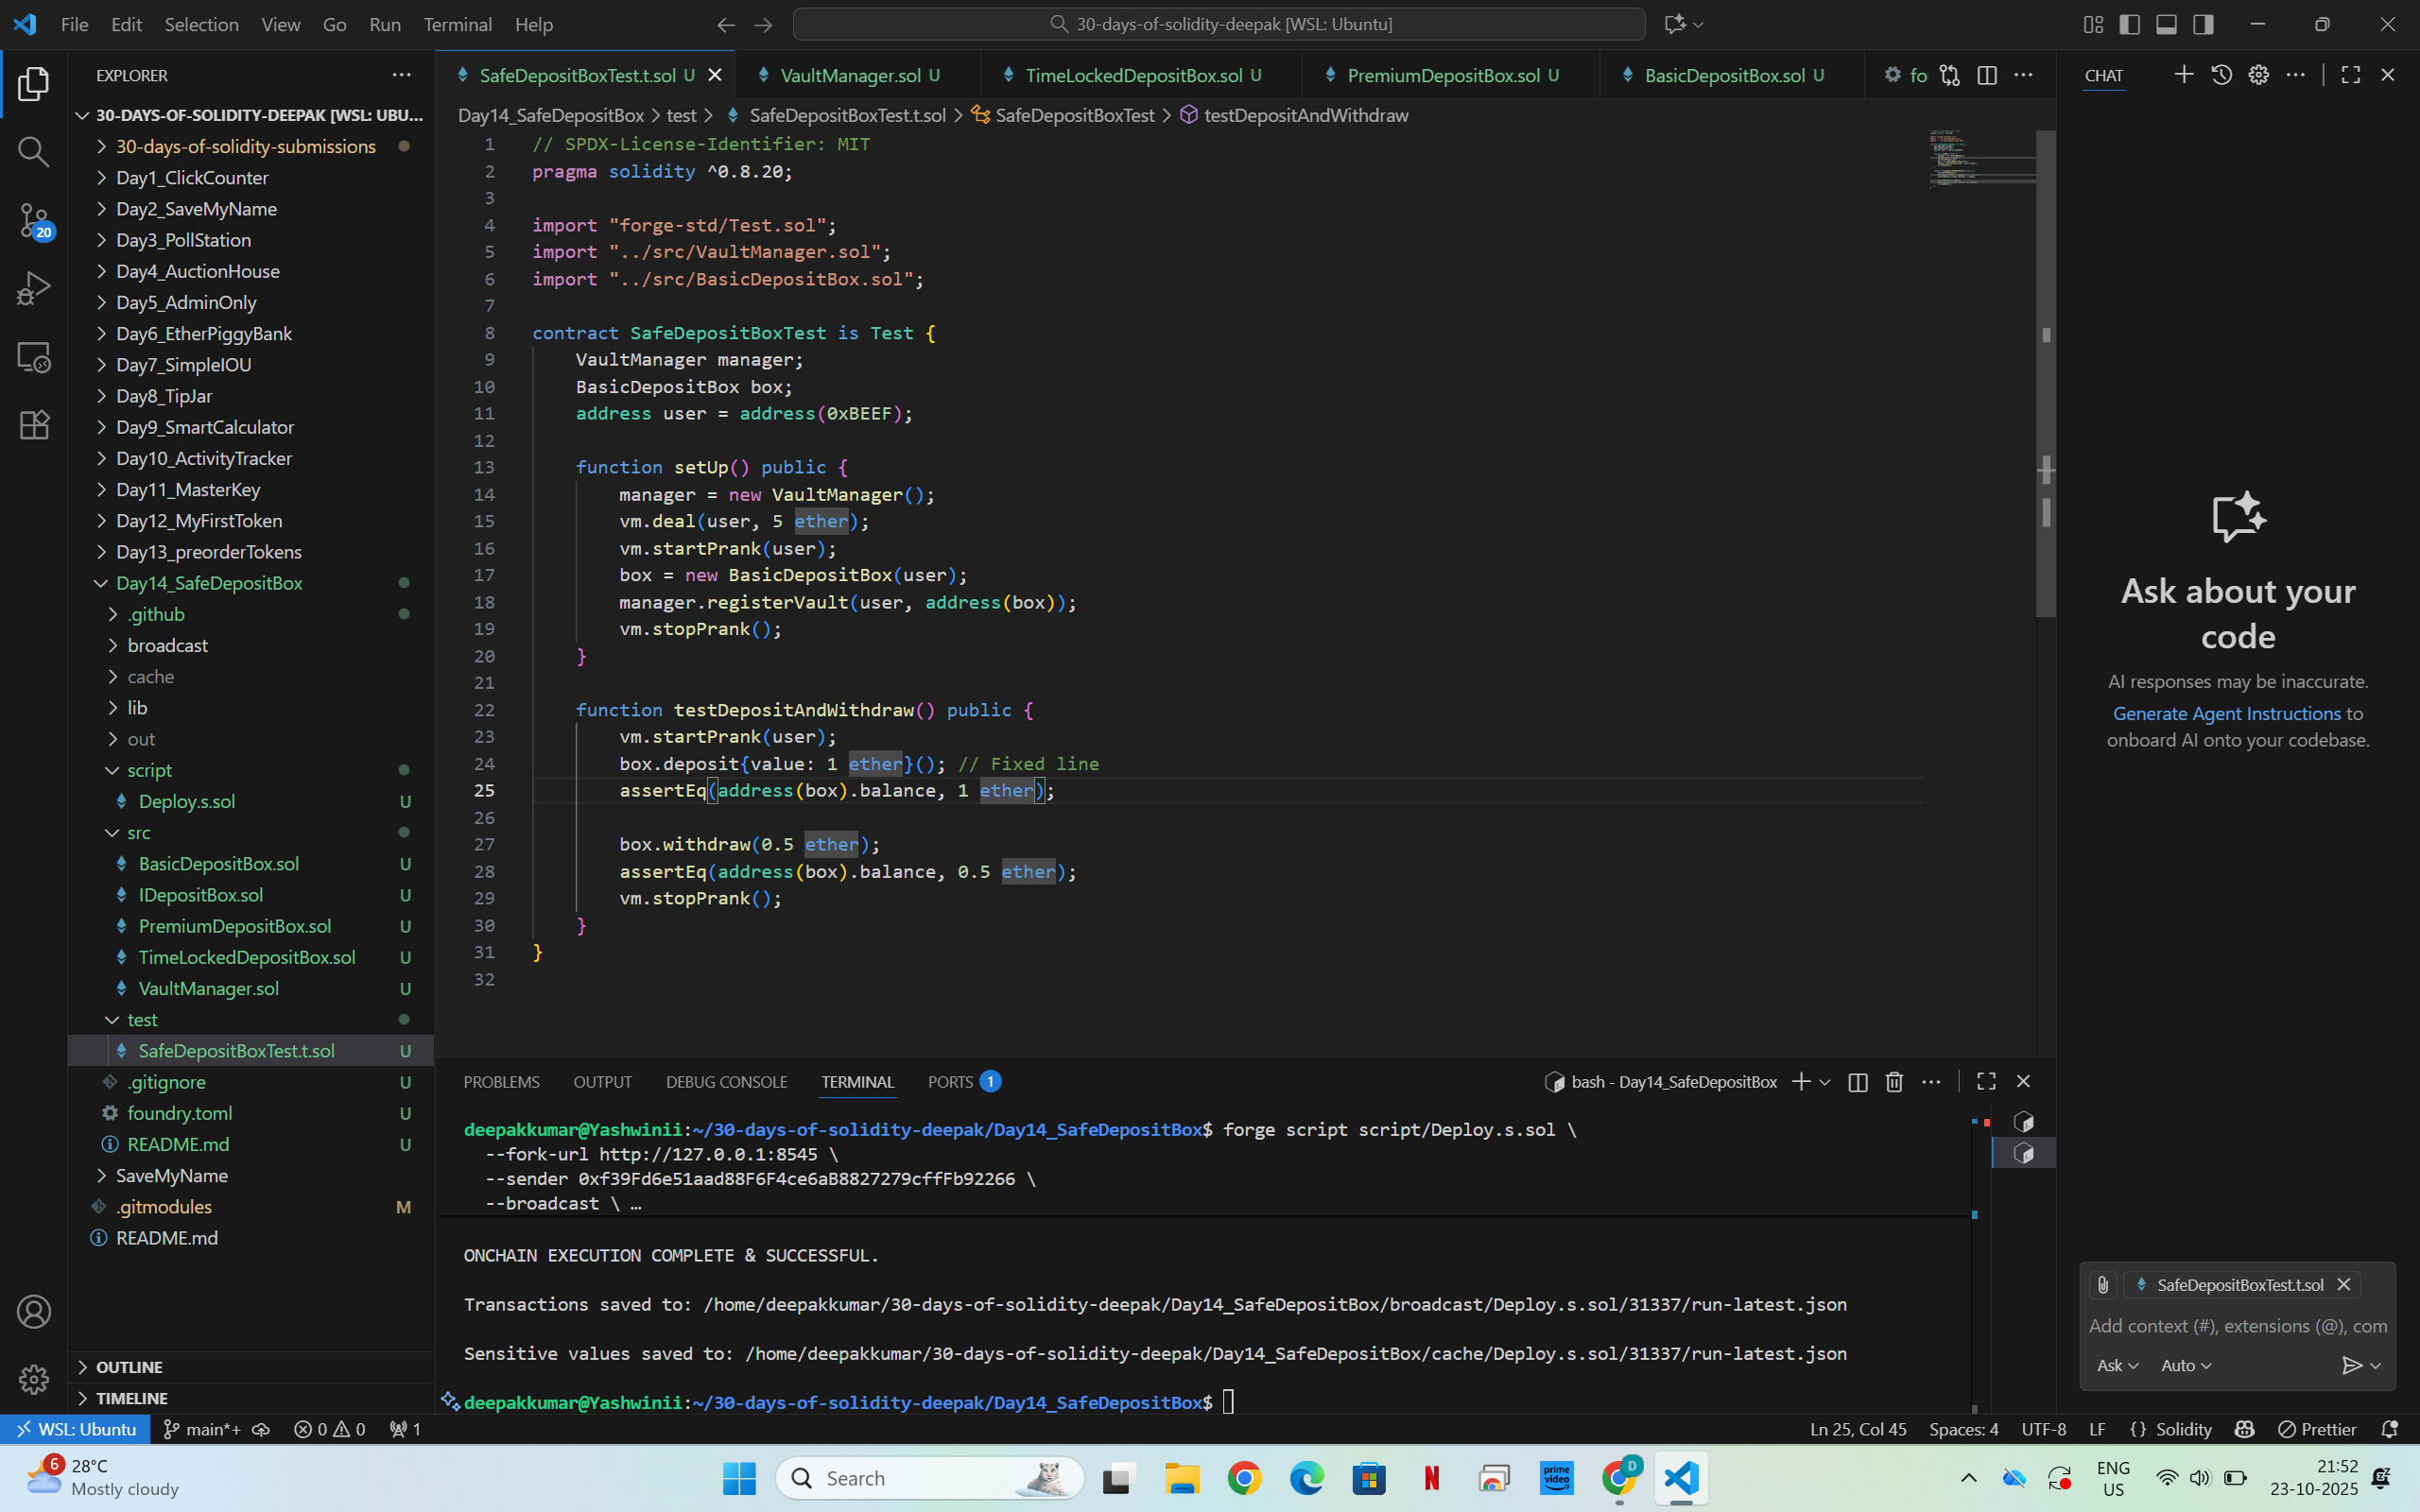 File Edit Selection View Go Run Terminal Help
30-days-of-solidity-deepak [WSL: Ubuntu]
EXPLORER
30-DAYS-OF-SOLIDITY-DEEPAK [WSL: UBU...
30-days-of-solidity-submissions
Day1_ClickCounter
Day2_SaveMyName
Day3_PollStation
Day4_AuctionHouse
Day5_AdminOnly
Day6_EtherPiggyBank
Day7_SimpleIOU
Day8_TipJar
Day9_SmartCalculator
Day10_ActivityTracker
Day11_MasterKey
Day12_MyFirstToken
Day13_preorderTokens
Day14_SafeDepositBox
.github
broadcast
cache
lib
out
script
Deploy.s.sol U
src
BasicDepositBox.sol U
IDepositBox.sol U
PremiumDepositBox.sol U
TimeLockedDepositBox.sol U
VaultManager.sol U
test
SafeDepositBoxTest.t.sol U
.gitignore U
foundry.toml U
README.md U
SaveMyName
.gitmodules M
README.md
OUTLINE
TIMELINE
20
SafeDepositBoxTest.t.sol U VaultManager.sol U TimeLockedDepositBox.sol U PremiumDepositBox.sol U BasicDepositBox.sol U fo
Day14_SafeDepositBox > test > SafeDepositBoxTest.t.sol > SafeDepositBoxTest > testDepositAndWithdraw
1 // SPDX-License-Identifier: MIT
2 pragma solidity ^0.8.20;
3
4 import "forge-std/Test.sol";
5 import "../src/VaultManager.sol";
6 import "../src/BasicDepositBox.sol";
7
8 contract SafeDepositBoxTest is Test {
9 VaultManager manager;
10 BasicDepositBox box;
11 address user = address(0xBEEF);
12
13 function setUp() public {
14 manager = new VaultManager();
15 vm.deal(user, 5 ether);
16 vm.startPrank(user);
17 box = new BasicDepositBox(user);
18 manager.registerVault(user, address(box));
19 vm.stopPrank();
20 }
21
22 function testDepositAndWithdraw() public {
23 vm.startPrank(user);
24 box.deposit{value: 1 ether}(); // Fixed line
25 assertEq(address(box).balance, 1 ether);
26
27 box.withdraw(0.5 ether);
28 assertEq(address(box).balance, 0.5 ether);
29 vm.stopPrank();
30 }
31 }
32
PROBLEMS OUTPUT DEBUG CONSOLE TERMINAL PORTS 1
bash - Day14_SafeDepositBox
deepakkumar@Yashwinii:~/30-days-of-solidity-deepak/Day14_SafeDepositBox$ forge script script/Deploy.s.sol \
--fork-url http://127.0.0.1:8545 \
--sender 0xf39Fd6e51aad88F6F4ce6aB8827279cffFb92266 \
--broadcast \ …
ONCHAIN EXECUTION COMPLETE & SUCCESSFUL.
Transactions saved to: /home/deepakkumar/30-days-of-solidity-deepak/Day14_SafeDepositBox/broadcast/Deploy.s.sol/31337/run-latest.json
Sensitive values saved to: /home/deepakkumar/30-days-of-solidity-deepak/Day14_SafeDepositBox/cache/Deploy.s.sol/31337/run-latest.json
deepakkumar@Yashwinii:~/30-days-of-solidity-deepak/Day14_SafeDepositBox$
CHAT
Ask about your
code
AI responses may be inaccurate.
Generate Agent Instructions to
onboard AI onto your codebase.
SafeDepositBoxTest.t.sol
Add context (#), extensions (@), com
Ask Auto
WSL: Ubuntu main*+ 0 0 1
Ln 25, Col 45 Spaces: 4 UTF-8 LF {} Solidity Prettier
6
28°C
Mostly cloudy
Search
N
prime video
D
ENG
US
21:52
23-10-2025